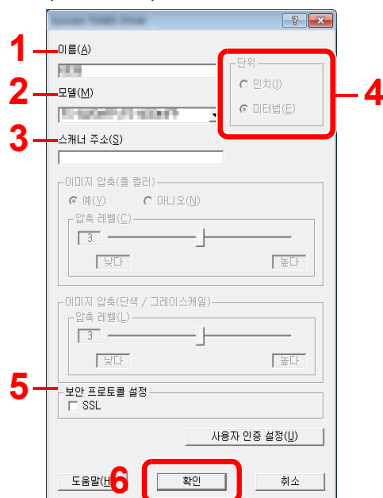 1 이름(A)
단위
인치(I)
4
2 모델(M)
미터법(E)
3 스캐너 주소(S)
이미지 압축(풀 컬러)
예(Y) 아니오(N)
압축 레벨(C)
3
낮다 높다
이미지 압축(단색 / 그레이스케일)
압축 레벨(L)
3
낮다 높다
5 보안 프로토콜 설정
SSL
사용자 인증 설정(U)
도움말(H 6 확인 취소